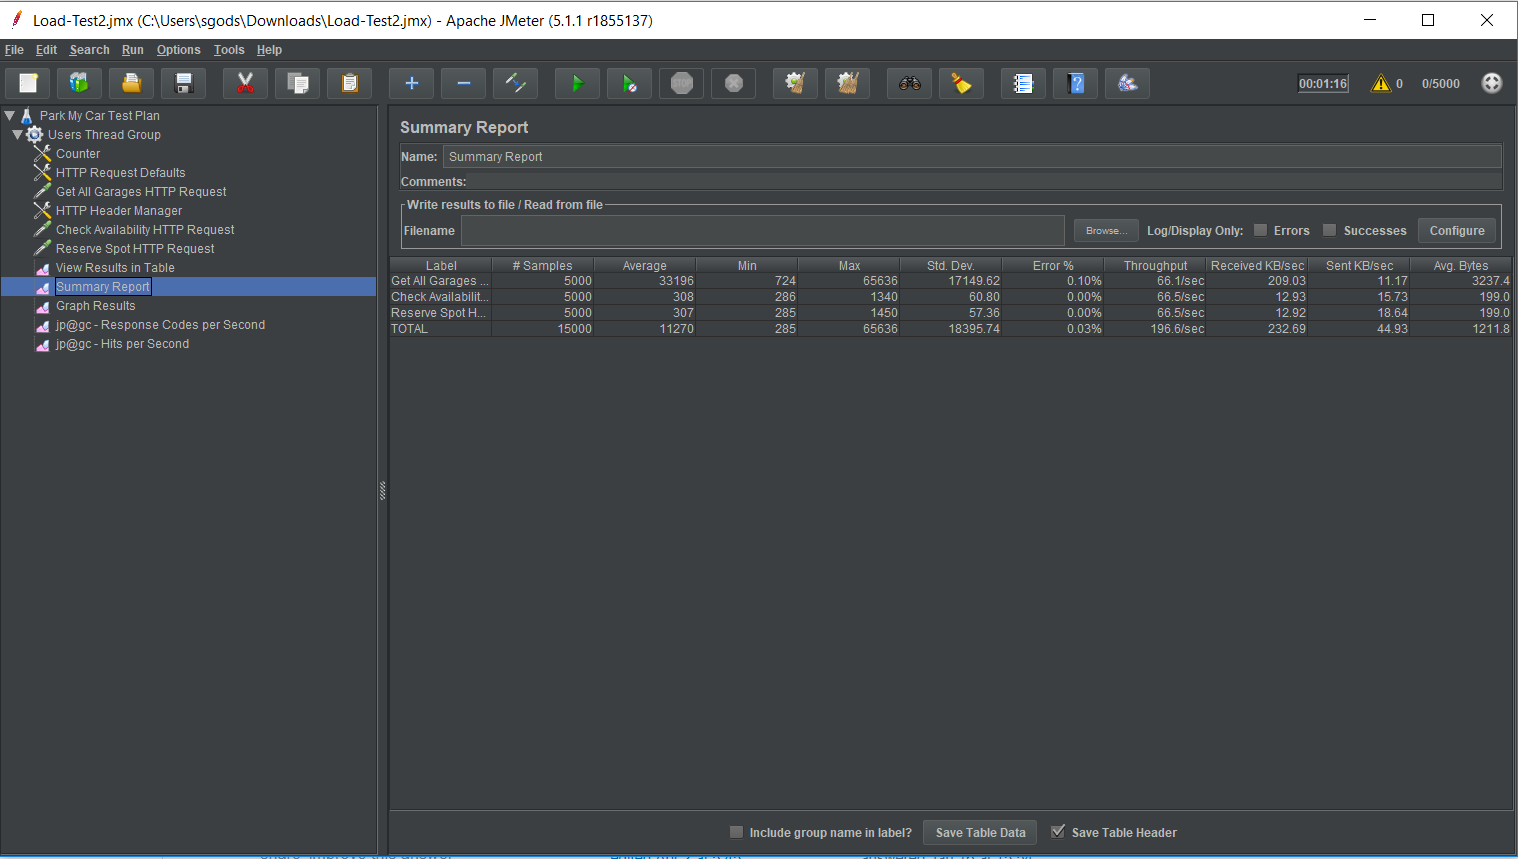 Load-Test2.jmx (C:\Users\sgods\Downloads\Load-Test2.jmx) - Apache JMeter (5.1.1 r1855137)
File Edit Search Run Options Tools Help
STOP
00:01:16 0 0/5000
Park My Car Test Plan
Users Thread Group
Counter
HTTP Request Defaults
Get All Garages HTTP Request
HTTP Header Manager
Check Availability HTTP Request
Reserve Spot HTTP Request
View Results in Table
Summary Report
Graph Results
jp@gc - Response Codes per Second
jp@gc - Hits per Second
Summary Report
Name: Summary Report
Comments:
Write results to file / Read from file
Filename Browse... Log/Display Only: Errors Successes Configure
Label # Samples Average Min Max Std. Dev. Error % Throughput Received KB/sec Sent KB/sec Avg. Bytes
Get All Garages ... 5000 33196 724 65636 17149.62 0.10% 66.1/sec 209.03 11.17 3237.4
Check Availabilit... 5000 308 286 1340 60.80 0.00% 66.5/sec 12.93 15.73 199.0
Reserve Spot H... 5000 307 285 1450 57.36 0.00% 66.5/sec 12.92 18.64 199.0
TOTAL 15000 11270 285 65636 18395.74 0.03% 196.6/sec 232.69 44.93 1211.8
Include group name in label? Save Table Data Save Table Header